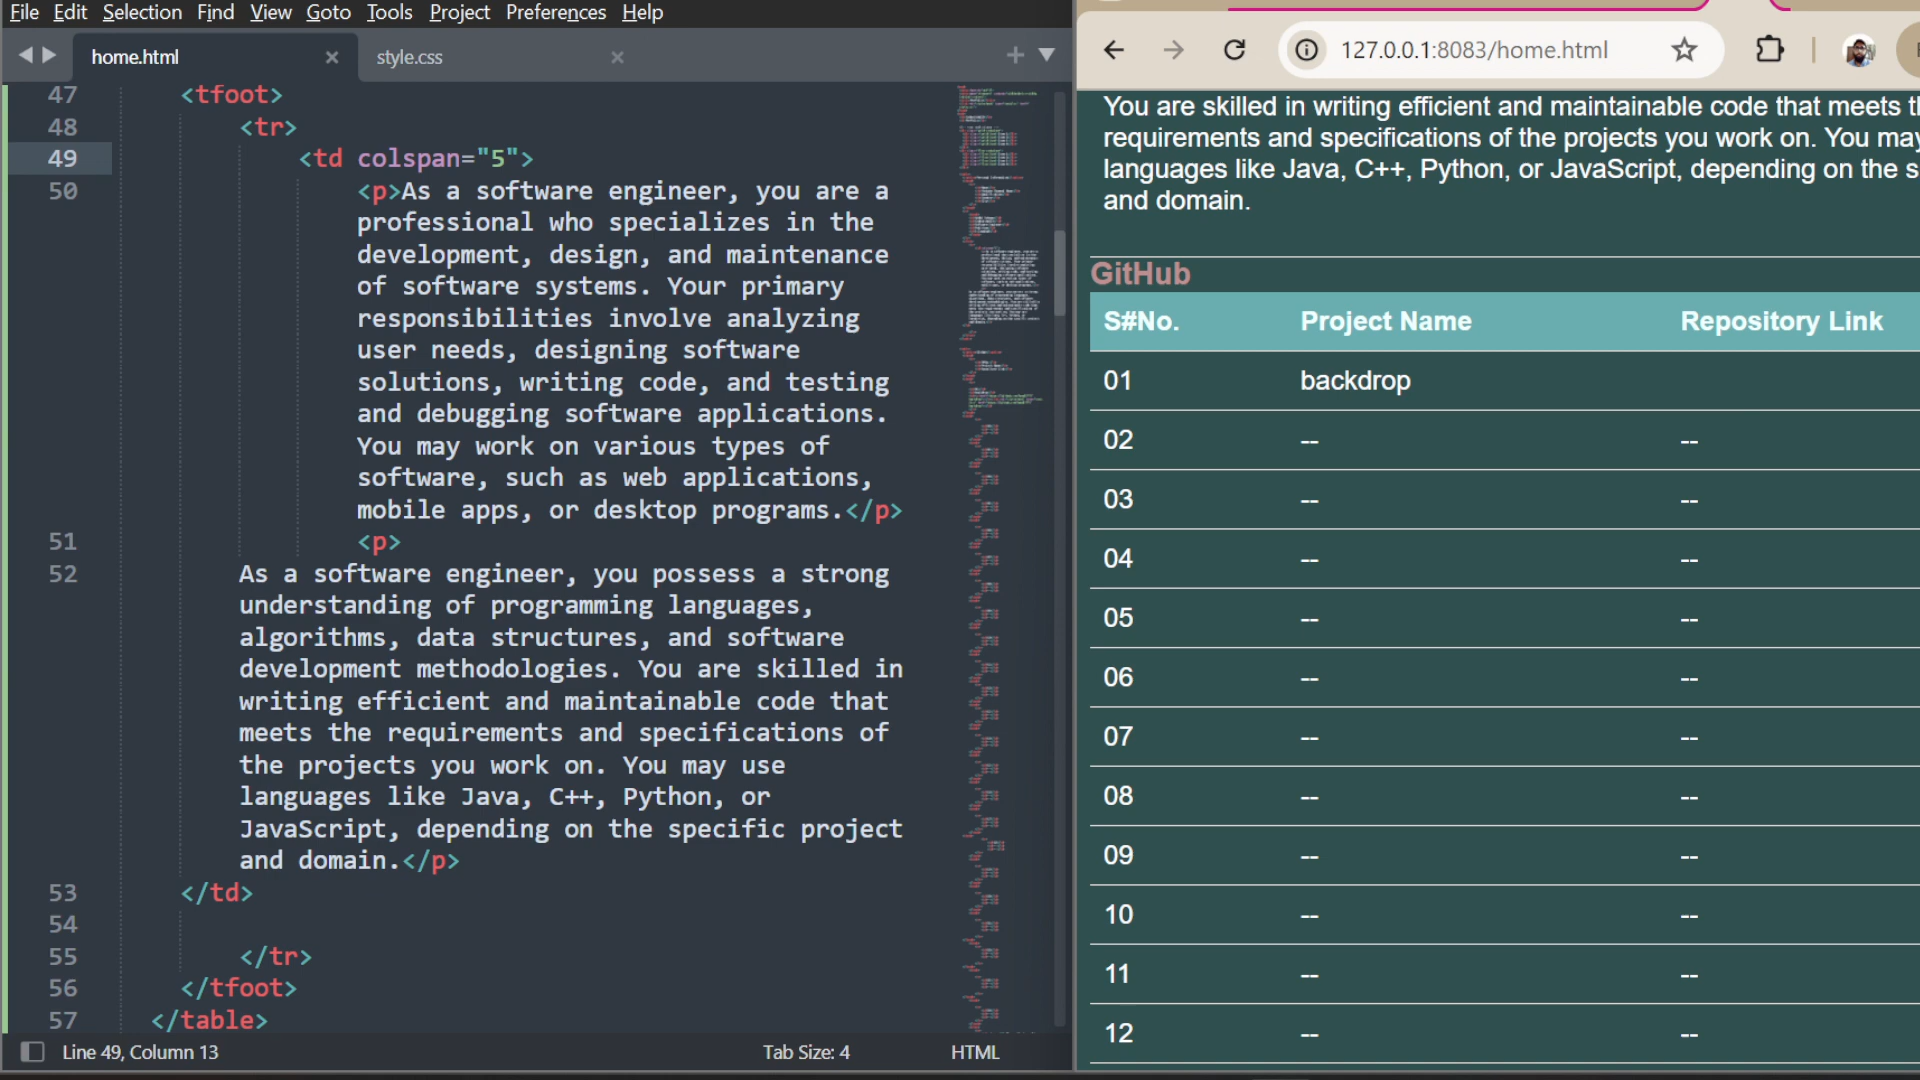 File Edit Selection Find View Goto Tools Project Preferences Help
home.html × style.css ×
47 <tfoot>
48 <tr>
49 <td colspan="5">
50 <p>As a software engineer, you are a
professional who specializes in the
development, design, and maintenance
of software systems. Your primary
responsibilities involve analyzing
user needs, designing software
solutions, writing code, and testing
and debugging software applications.
You may work on various types of
software, such as web applications,
mobile apps, or desktop programs.</p>
51 <p>
52 As a software engineer, you possess a strong
understanding of programming languages,
algorithms, data structures, and software
development methodologies. You are skilled in
writing efficient and maintainable code that
meets the requirements and specifications of
the projects you work on. You may use
languages like Java, C++, Python, or
JavaScript, depending on the specific project
and domain.</p>
53 </td>
54
55 </tr>
56 </tfoot>
57 </table>
Line 49, Column 13 Tab Size: 4 HTML
127.0.0.1:8083/home.html
You are skilled in writing efficient and maintainable code that meets
requirements and specifications of the projects you work on. You may
languages like Java, C++, Python, or JavaScript, depending on the
and domain.
GitHub
S#No. Project Name Repository Link
01 backdrop
02 -- --
03 -- --
04 -- --
05 -- --
06 -- --
07 -- --
08 -- --
09 -- --
10 -- --
11 -- --
12 -- --